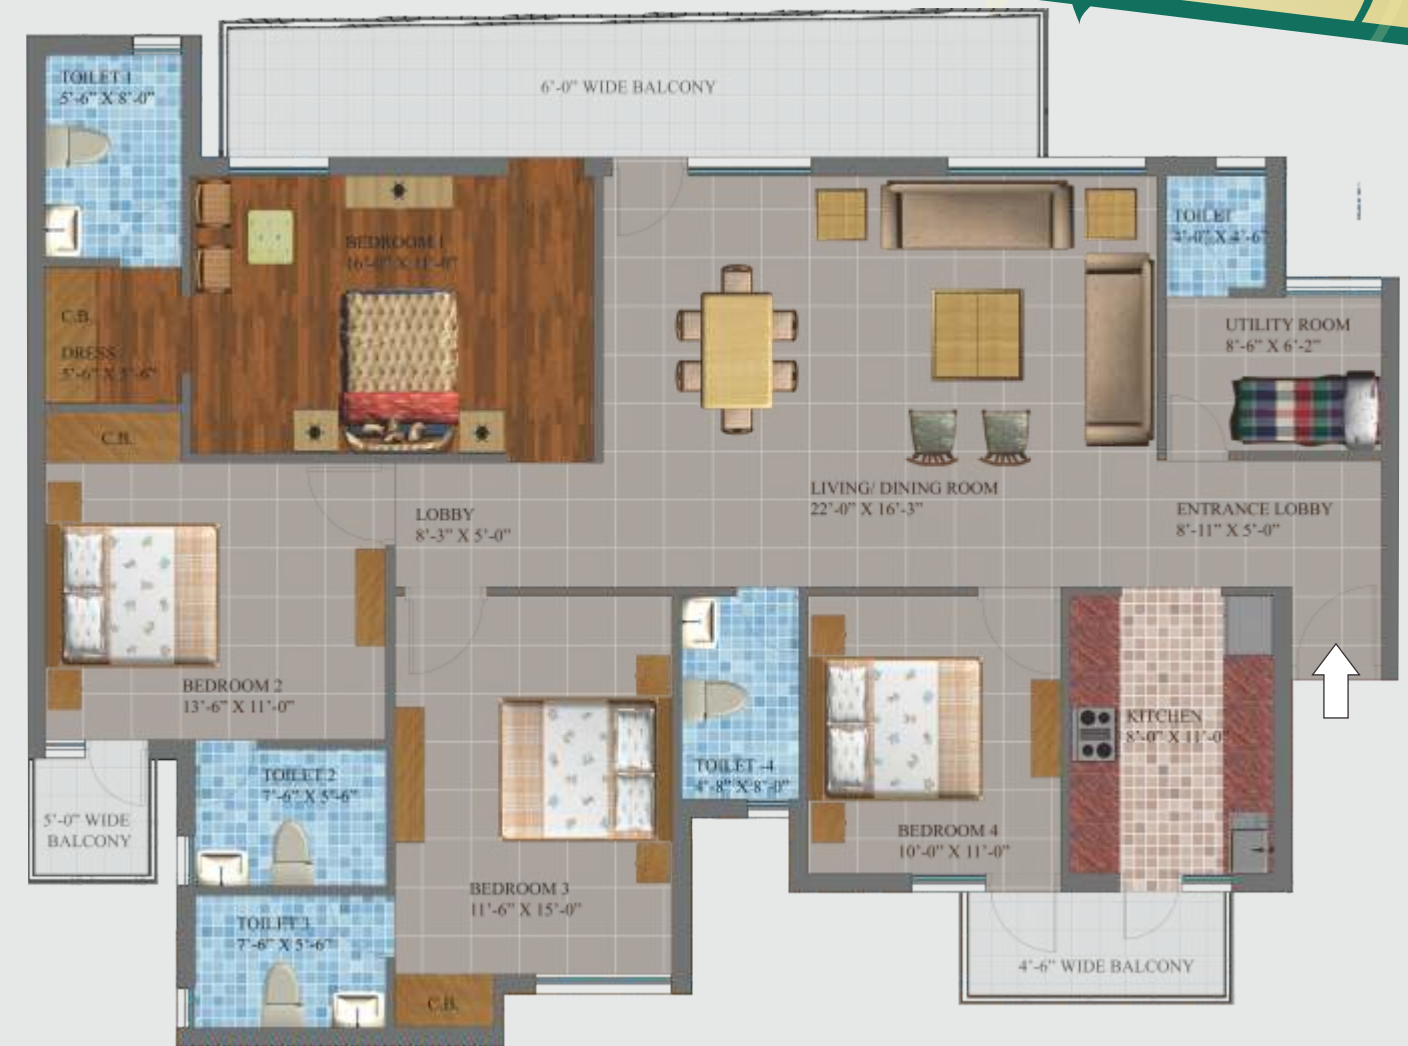 6'-0" WIDE BALCONY
TOILET 1
5'-6" X 8'-0"
BEDROOM 1
16'-0" X 11'-0"
TOILET
4'-0" X 4'-6"
C.B.
DRESS
5'-6" X 5'-6"
UTILITY ROOM
8'-6" X 6'-2"
C.B.
LOBBY
8'-3" X 5'-0"
LIVING/ DINING ROOM
22'-0" X 16'-3"
ENTRANCE LOBBY
8'-11" X 5'-0"
BEDROOM 2
13'-6" X 11'-0"
KITCHEN
8'-0" X 11'-0"
TOILET 2
7'-6" X 5'-6"
TOILET -4
4'-8" X 8'-0"
5'-0" WIDE
BALCONY
BEDROOM 4
10'-0" X 11'-0"
BEDROOM 3
11'-6" X 15'-0"
TOILET 3
7'-6" X 5'-6"
4'-6" WIDE BALCONY
C.B.